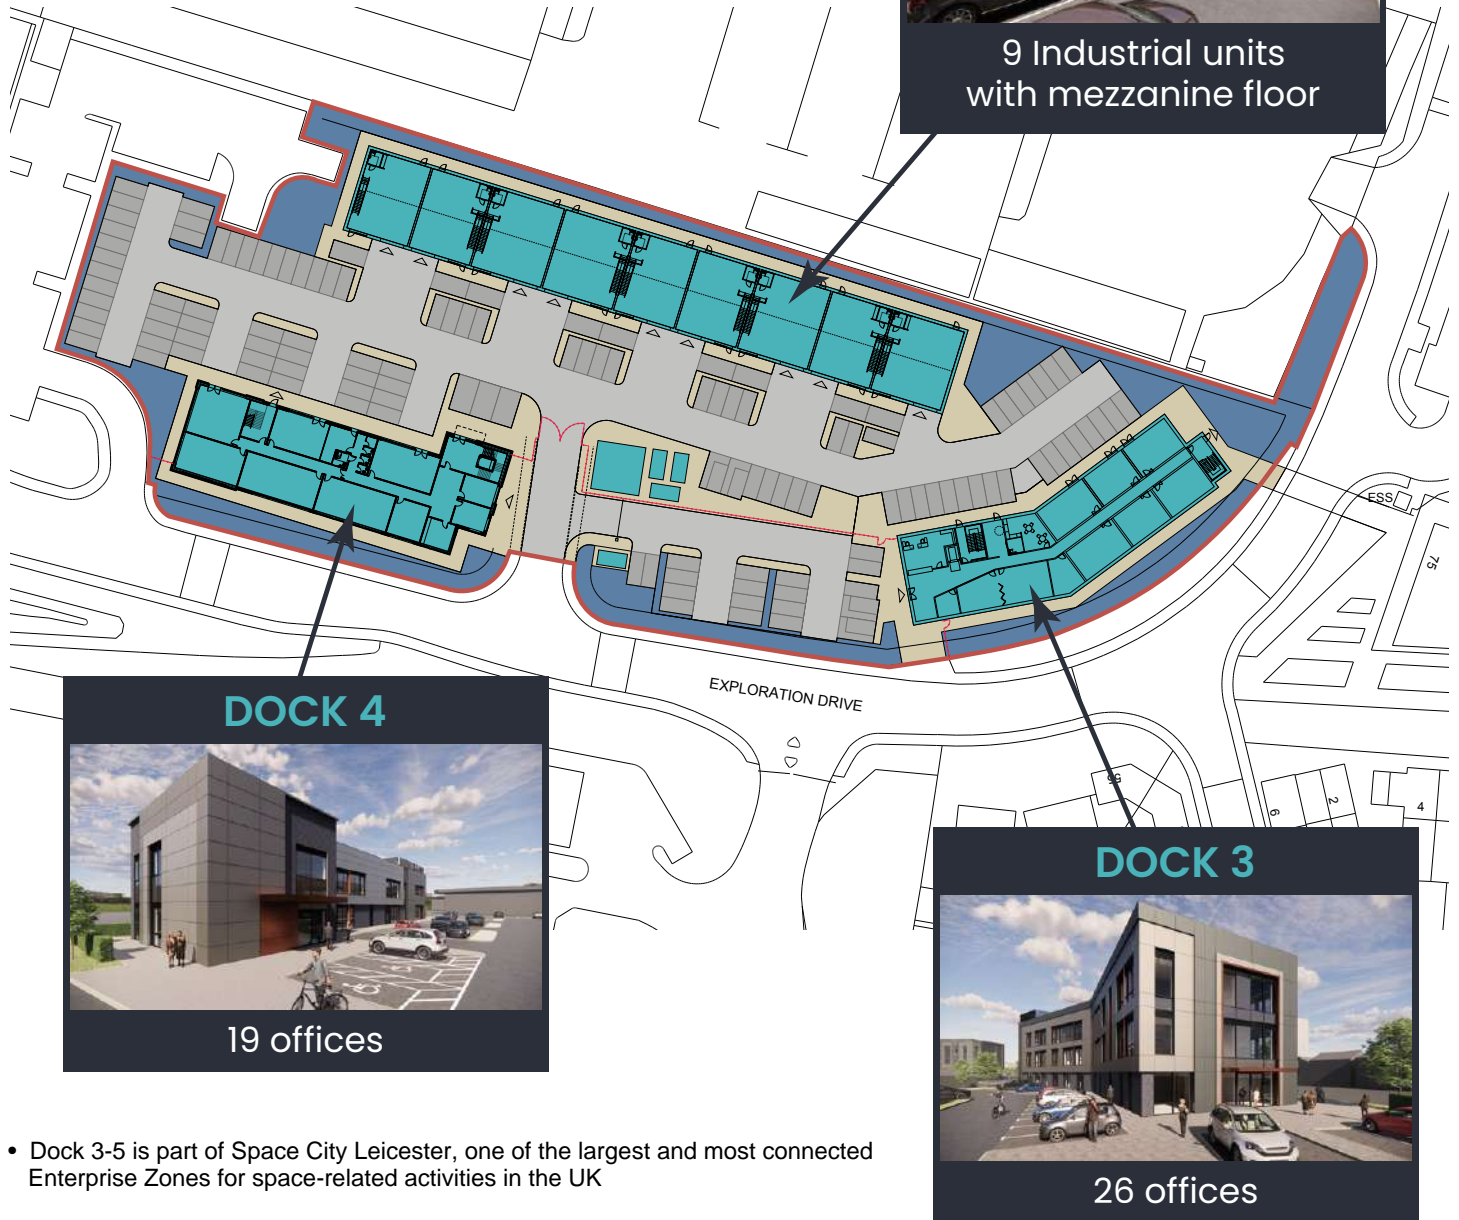 9 Industrial units
with mezzanine floor
ESS
75
EXPLORATION DRIVE
DOCK 4
55
6
2
4
DOCK 3
19 offices
26 offices
• Dock 3-5 is part of Space City Leicester, one of the largest and most connected
Enterprise Zones for space-related activities in the UK